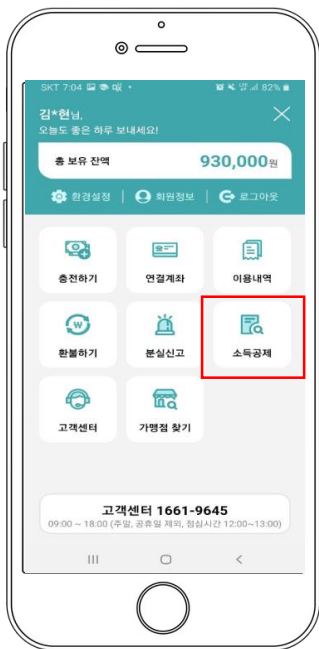 SKT 7:04
82%
김*현님,
오늘도 좋은 하루 보내세요!
총 보유 잔액 930,000원
환경설정 | 회원정보 | 로그아웃
충전하기 연결계좌 이용내역
환불하기 분실신고 소득공제
고객센터 가맹점 찾기
고객센터 1661-9645
09:00 ~ 18:00 (주말, 공휴일 제외, 점심시간 12:00~13:00)